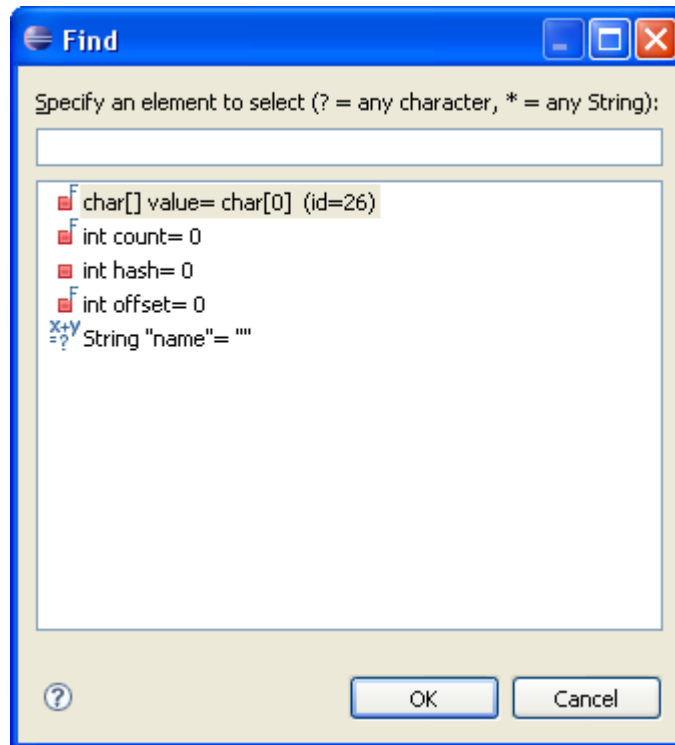 Find
Specify an element to select (? = any character, * = any String):
char[] value= char[0] (id=26)
int count= 0
int hash= 0
int offset= 0
String "name"= ""
OK Cancel